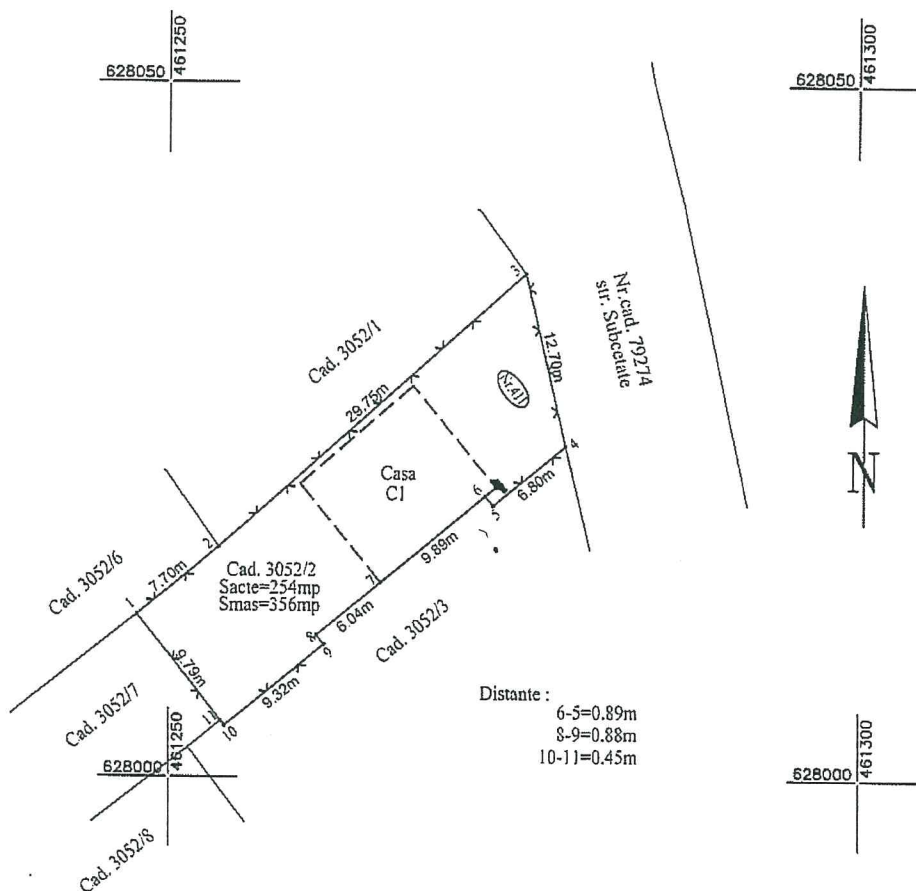 461250
628050
461300
628050
3
Nr.cad. 79274
str. Subcetate
Cad. 3052/1
12.70m
29.75m
Nr.41
4
Casa
C1
6
5
6.80m
2
9.89m
Cad. 3052/6
7.70m
Cad. 3052/2
Sacte=254mp
Smas=356mp
7
1
6.04m
8
9
Cad. 3052/3
9.79m
9.32m
11
10
Cad. 3052/7
N
Distante :
6-5=0.89m
8-9=0.88m
10-11=0.45m
461250
628000
461300
628000
Cad. 3052/8